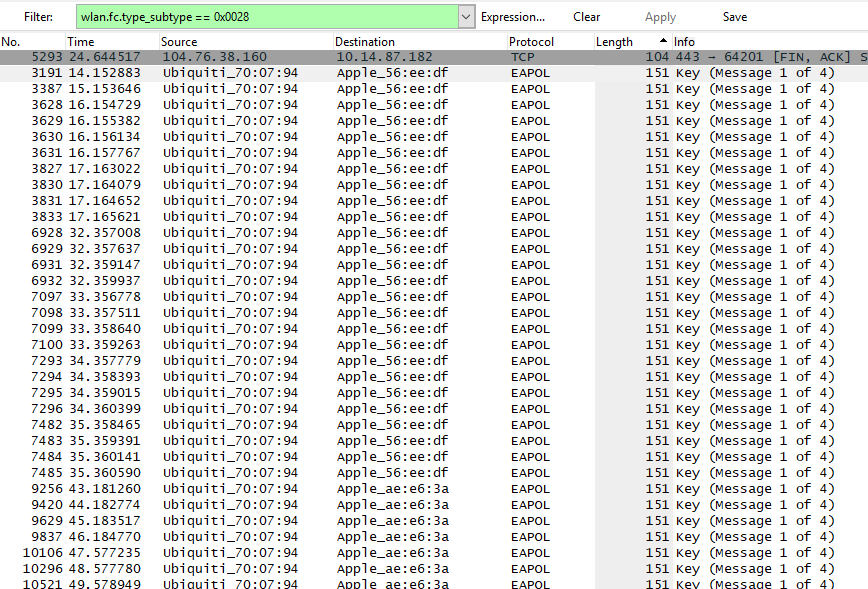 Filter: wlan.fc.type_subtype == 0x0028 Expression... Clear Apply Save
No. Time Source Destination Protocol Length Info
5293 24.644517 104.76.38.160 10.14.87.182 TCP 104 443 → 64201 [FIN, ACK] S
3191 14.152883 Ubiquiti_70:07:94 Apple_56:ee:df EAPOL 151 Key (Message 1 of 4)
3387 15.153646 Ubiquiti_70:07:94 Apple_56:ee:df EAPOL 151 Key (Message 1 of 4)
3628 16.154729 Ubiquiti_70:07:94 Apple_56:ee:df EAPOL 151 Key (Message 1 of 4)
3629 16.155382 Ubiquiti_70:07:94 Apple_56:ee:df EAPOL 151 Key (Message 1 of 4)
3630 16.156134 Ubiquiti_70:07:94 Apple_56:ee:df EAPOL 151 Key (Message 1 of 4)
3631 16.157767 Ubiquiti_70:07:94 Apple_56:ee:df EAPOL 151 Key (Message 1 of 4)
3827 17.163022 Ubiquiti_70:07:94 Apple_56:ee:df EAPOL 151 Key (Message 1 of 4)
3830 17.164079 Ubiquiti_70:07:94 Apple_56:ee:df EAPOL 151 Key (Message 1 of 4)
3831 17.164652 Ubiquiti_70:07:94 Apple_56:ee:df EAPOL 151 Key (Message 1 of 4)
3833 17.165621 Ubiquiti_70:07:94 Apple_56:ee:df EAPOL 151 Key (Message 1 of 4)
6928 32.357008 Ubiquiti_70:07:94 Apple_56:ee:df EAPOL 151 Key (Message 1 of 4)
6929 32.357637 Ubiquiti_70:07:94 Apple_56:ee:df EAPOL 151 Key (Message 1 of 4)
6931 32.359147 Ubiquiti_70:07:94 Apple_56:ee:df EAPOL 151 Key (Message 1 of 4)
6932 32.359937 Ubiquiti_70:07:94 Apple_56:ee:df EAPOL 151 Key (Message 1 of 4)
7097 33.356778 Ubiquiti_70:07:94 Apple_56:ee:df EAPOL 151 Key (Message 1 of 4)
7098 33.357511 Ubiquiti_70:07:94 Apple_56:ee:df EAPOL 151 Key (Message 1 of 4)
7099 33.358640 Ubiquiti_70:07:94 Apple_56:ee:df EAPOL 151 Key (Message 1 of 4)
7100 33.359263 Ubiquiti_70:07:94 Apple_56:ee:df EAPOL 151 Key (Message 1 of 4)
7293 34.357779 Ubiquiti_70:07:94 Apple_56:ee:df EAPOL 151 Key (Message 1 of 4)
7294 34.358393 Ubiquiti_70:07:94 Apple_56:ee:df EAPOL 151 Key (Message 1 of 4)
7295 34.359015 Ubiquiti_70:07:94 Apple_56:ee:df EAPOL 151 Key (Message 1 of 4)
7296 34.360399 Ubiquiti_70:07:94 Apple_56:ee:df EAPOL 151 Key (Message 1 of 4)
7482 35.358465 Ubiquiti_70:07:94 Apple_56:ee:df EAPOL 151 Key (Message 1 of 4)
7483 35.359391 Ubiquiti_70:07:94 Apple_56:ee:df EAPOL 151 Key (Message 1 of 4)
7484 35.360141 Ubiquiti_70:07:94 Apple_56:ee:df EAPOL 151 Key (Message 1 of 4)
7485 35.360590 Ubiquiti_70:07:94 Apple_56:ee:df EAPOL 151 Key (Message 1 of 4)
9256 43.181260 Ubiquiti_70:07:94 Apple_ae:e6:3a EAPOL 151 Key (Message 1 of 4)
9420 44.182774 Ubiquiti_70:07:94 Apple_ae:e6:3a EAPOL 151 Key (Message 1 of 4)
9629 45.183517 Ubiquiti_70:07:94 Apple_ae:e6:3a EAPOL 151 Key (Message 1 of 4)
9837 46.184770 Ubiquiti_70:07:94 Apple_ae:e6:3a EAPOL 151 Key (Message 1 of 4)
10106 47.577235 Ubiquiti_70:07:94 Apple_ae:e6:3a EAPOL 151 Key (Message 1 of 4)
10296 48.577780 Ubiquiti_70:07:94 Apple_ae:e6:3a EAPOL 151 Key (Message 1 of 4)
10521 49.578949 Ubiquiti_70:07:94 Apple_ae:e6:3a EAPOL 151 Key (Message 1 of 4)